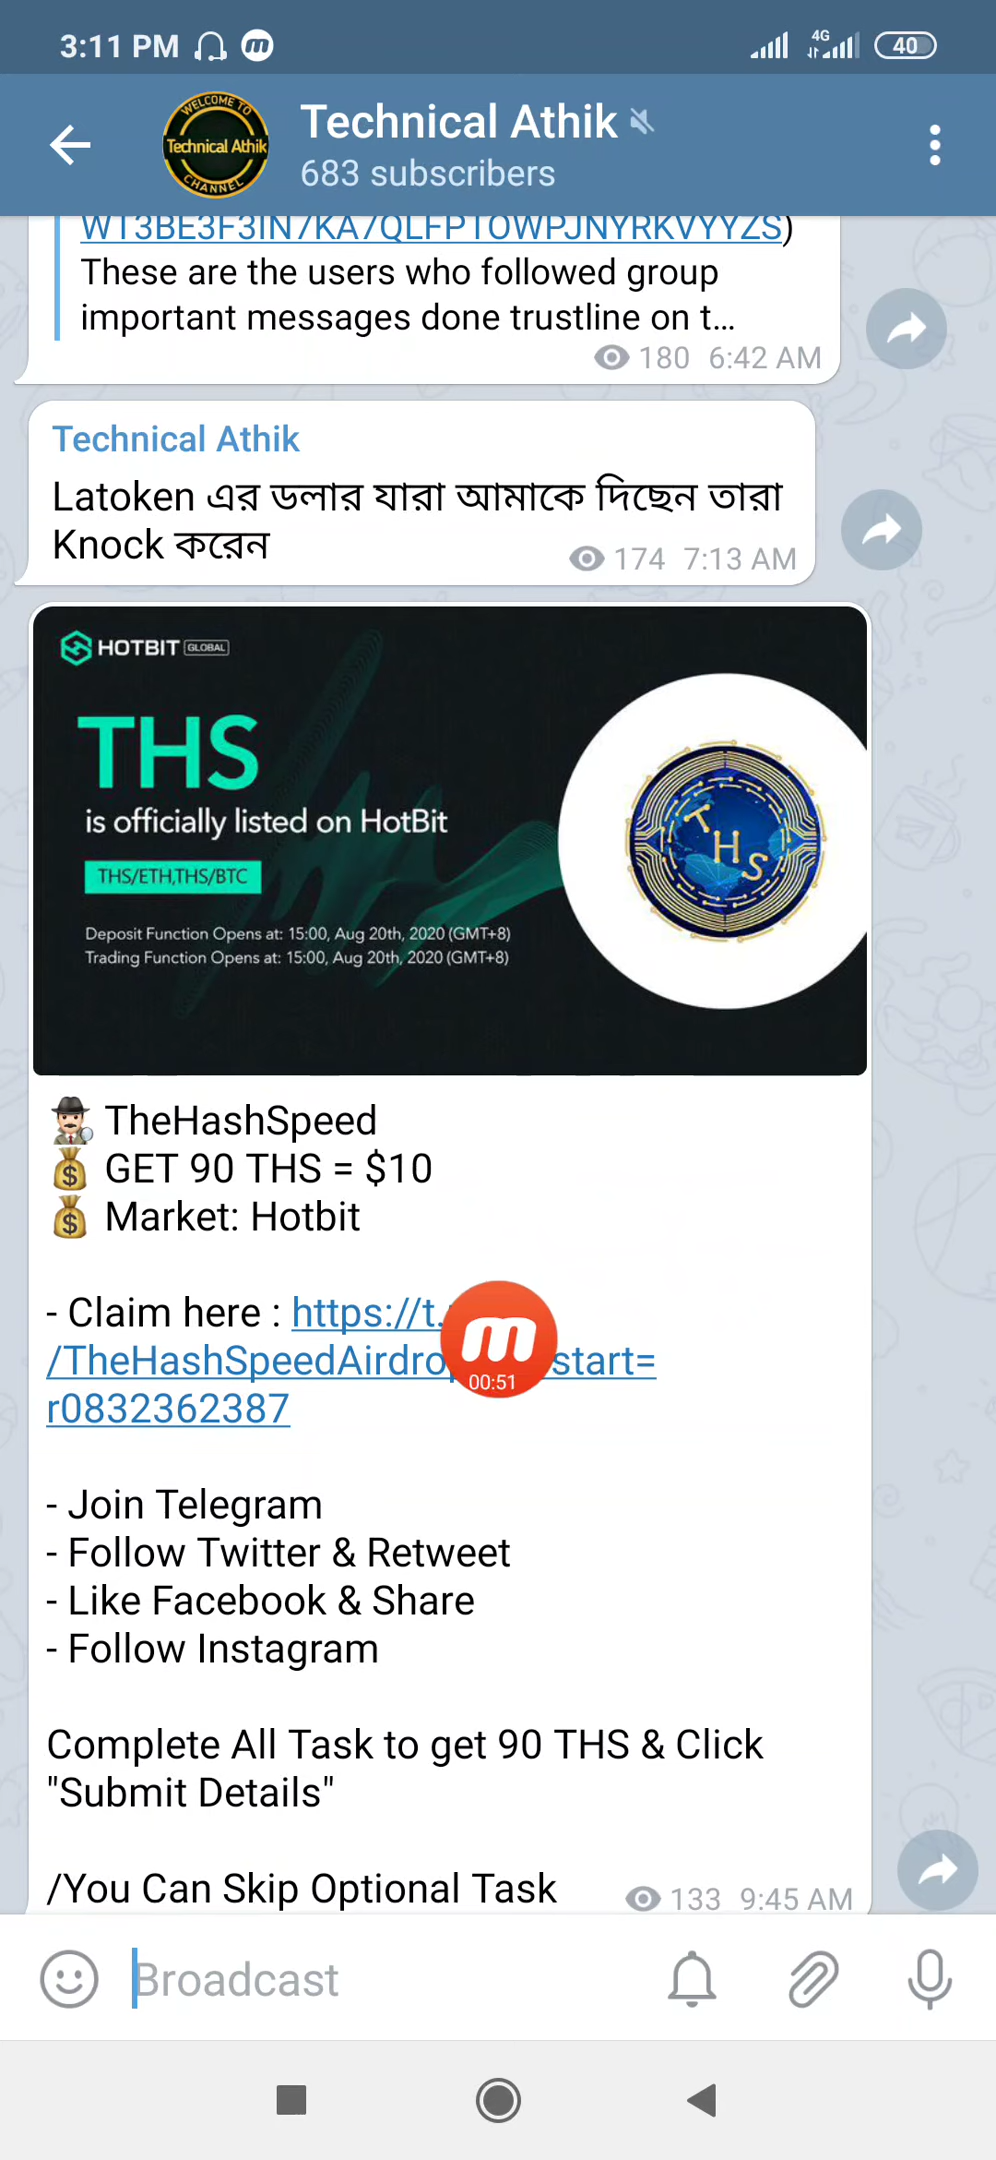 3:11 PM
4G
40
WELCOME TO
Technical Athik
CHANNEL
Technical Athik
683 subscribers
WT3BE3F3IN7KA7QLFPTOWPJNYRKVYYZS)
These are the users who followed group
important messages done trustline on t...
180 6:42 AM
Technical Athik
Latoken এর ডলার যারা আমাকে দিছেন তারা
Knock করেন
174 7:13 AM
HOTBIT GLOBAL
THS
is officially listed on HotBit
THS/ETH,THS/BTC
Deposit Function Opens at: 15:00, Aug 20th, 2020 (GMT+8)
Trading Function Opens at: 15:00, Aug 20th, 2020 (GMT+8)
THS
TheHashSpeed
GET 90 THS = $10
Market: Hotbit
- Claim here : https://t.
/TheHashSpeedAirdro start=
r0832362387
00:51
- Join Telegram
- Follow Twitter & Retweet
- Like Facebook & Share
- Follow Instagram
Complete All Task to get 90 THS & Click
"Submit Details"
/You Can Skip Optional Task
133 9:45 AM
Broadcast